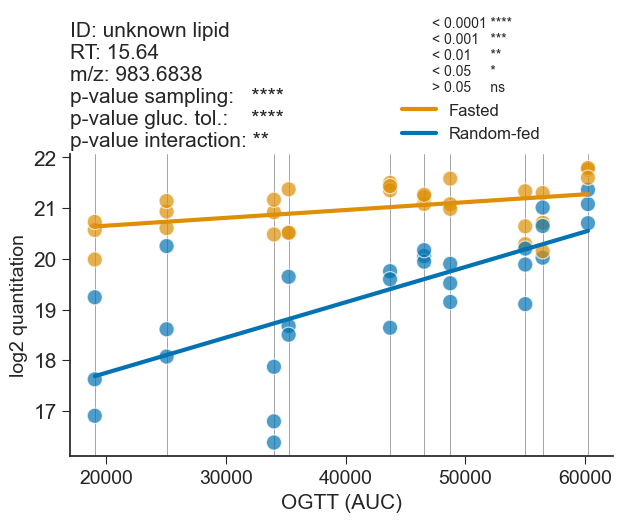 ID: unknown lipid
RT: 15.64
m/z: 983.6838
p-value sampling: ****
p-value gluc. tol.: ****
p-value interaction: **
< 0.0001 ****
< 0.001 ***
< 0.01 **
< 0.05 *
> 0.05 ns
Fasted
Random-fed
log2 quantitation
22
21
20
19
18
17
20000 30000 40000 50000 60000
OGTT (AUC)